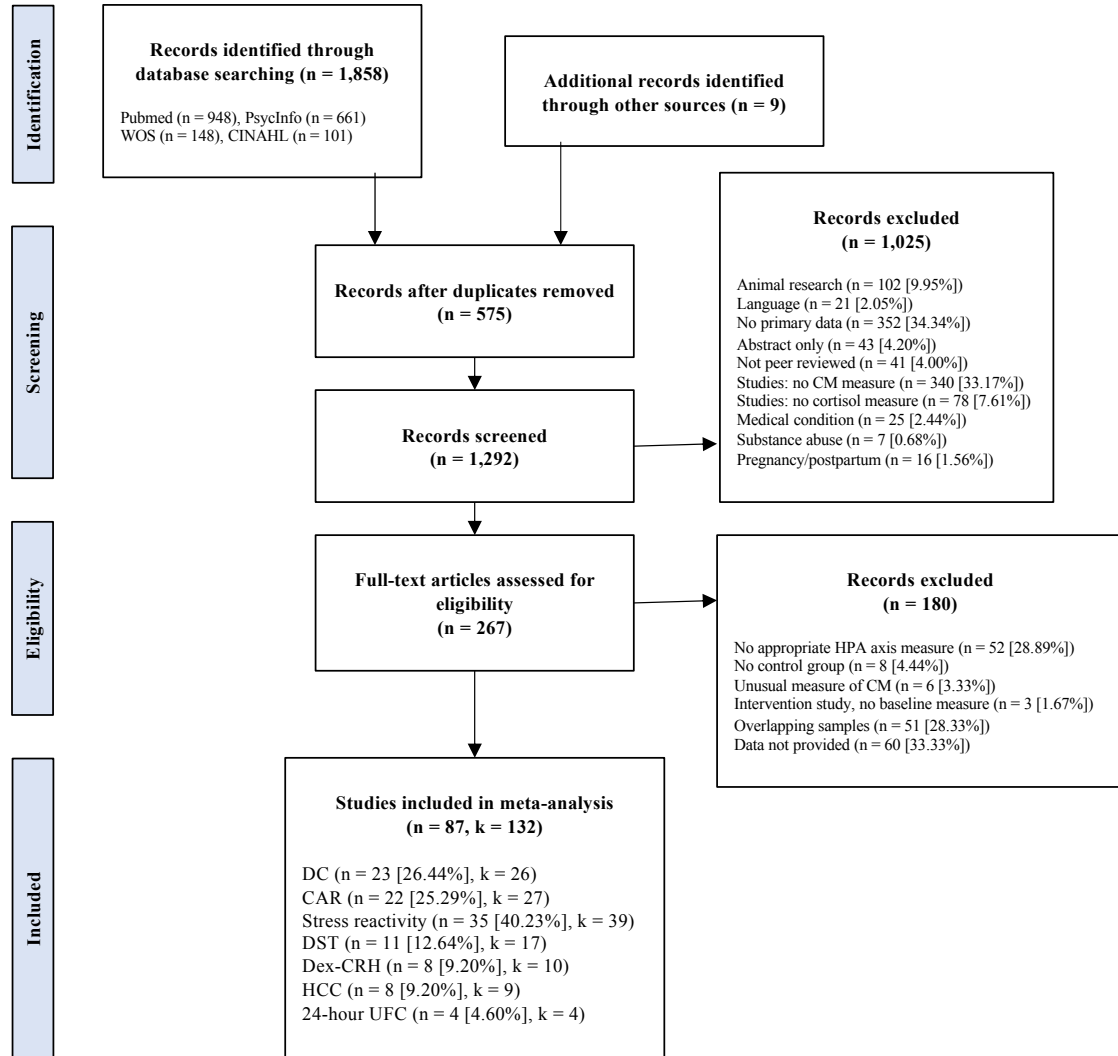 Identification
Records identified through
database searching (n = 1,858)
Pubmed (n = 948), PsycInfo (n = 661)
WOS (n = 148), CINAHL (n = 101)
Additional records identified
through other sources (n = 9)
Screening
Records after duplicates removed
(n = 575)
Records screened
(n = 1,292)
Records excluded
(n = 1,025)
Animal research (n = 102 [9.95%])
Language (n = 21 [2.05%])
No primary data (n = 352 [34.34%])
Abstract only (n = 43 [4.20%])
Not peer reviewed (n = 41 [4.00%])
Studies: no CM measure (n = 340 [33.17%])
Studies: no cortisol measure (n = 78 [7.61%])
Medical condition (n = 25 [2.44%])
Substance abuse (n = 7 [0.68%])
Pregnancy/postpartum (n = 16 [1.56%])
Eligibility
Full-text articles assessed for
eligibility
(n = 267)
Records excluded
(n = 180)
No appropriate HPA axis measure (n = 52 [28.89%])
No control group (n = 8 [4.44%])
Unusual measure of CM (n = 6 [3.33%])
Intervention study, no baseline measure (n = 3 [1.67%])
Overlapping samples (n = 51 [28.33%])
Data not provided (n = 60 [33.33%])
Included
Studies included in meta-analysis
(n = 87, k = 132)
DC (n = 23 [26.44%], k = 26)
CAR (n = 22 [25.29%], k = 27)
Stress reactivity (n = 35 [40.23%], k = 39)
DST (n = 11 [12.64%], k = 17)
Dex-CRH (n = 8 [9.20%], k = 10)
HCC (n = 8 [9.20%], k = 9)
24-hour UFC (n = 4 [4.60%], k = 4)